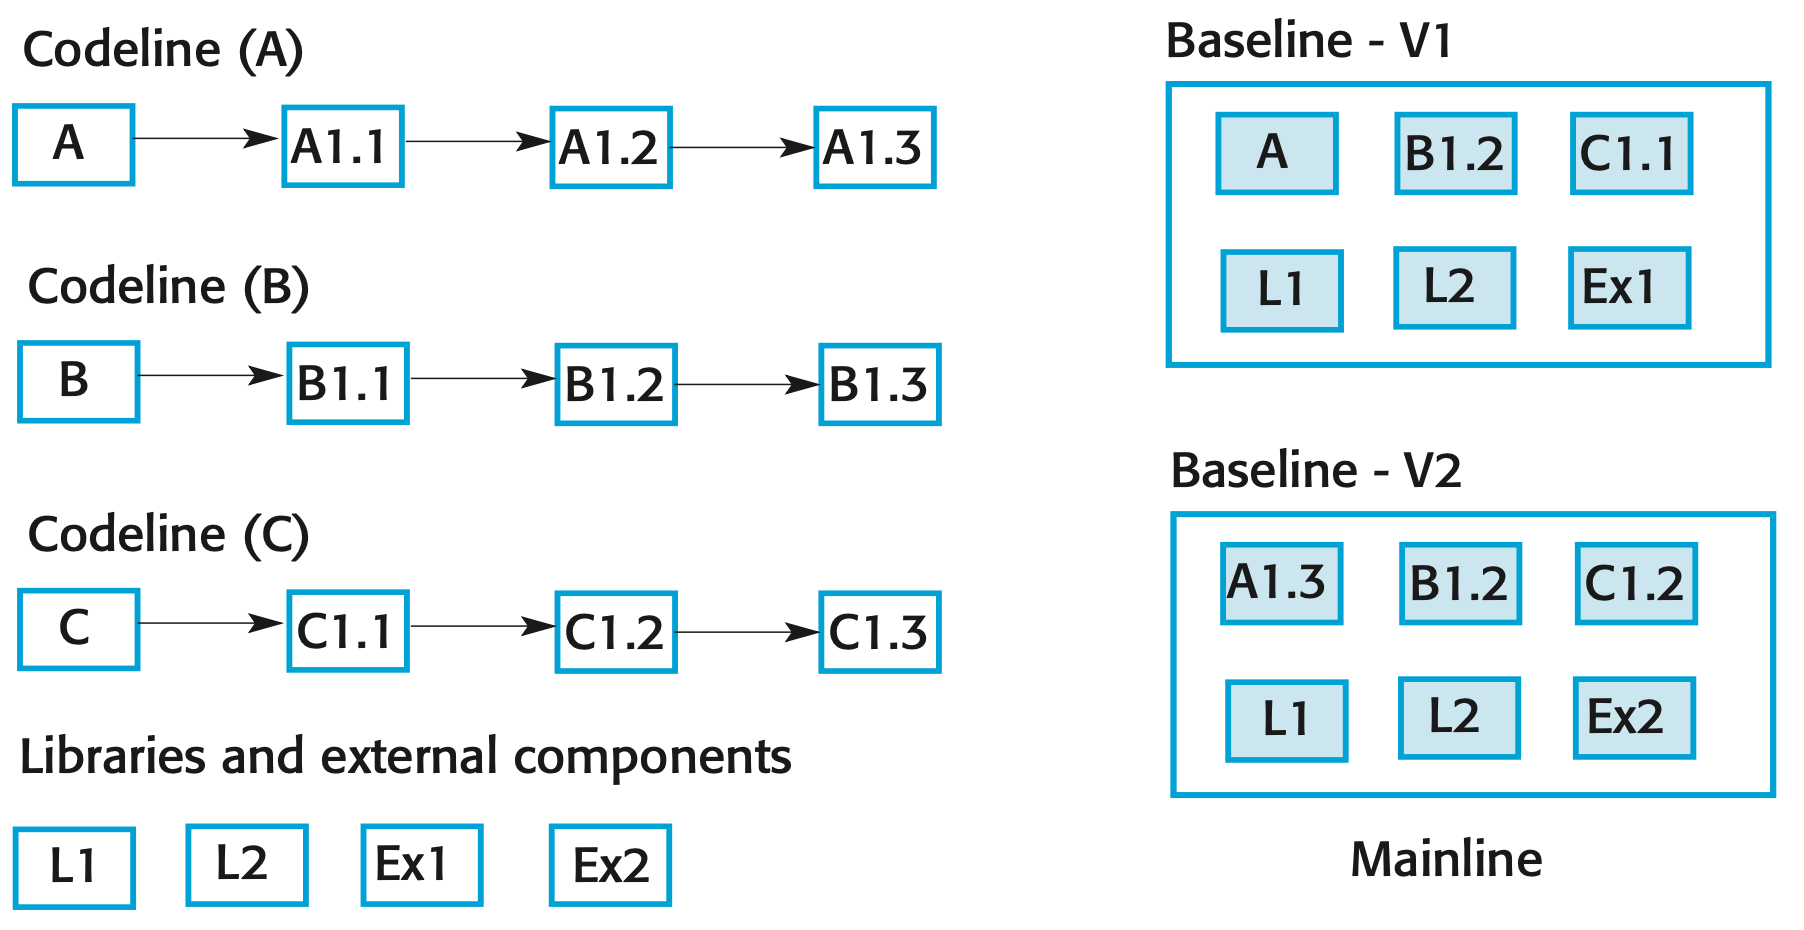 Codeline (A)
A A1.1 A1.2 A1.3
Codeline (B)
B B1.1 B1.2 B1.3
Codeline (C)
C C1.1 C1.2 C1.3
Libraries and external components
L1 L2 Ex1 Ex2
Baseline - V1
A B1.2 C1.1
L1 L2 Ex1
Baseline - V2
A1.3 B1.2 C1.2
L1 L2 Ex2
Mainline